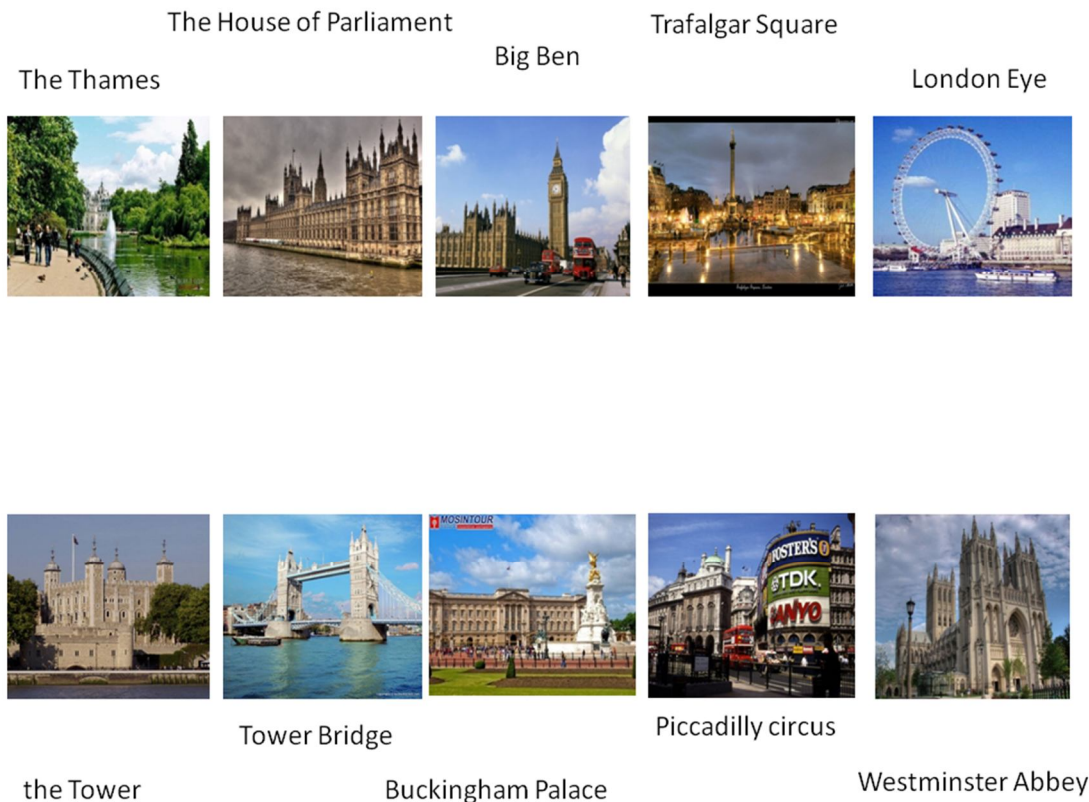 The House of Parliament
Trafalgar Square
Big Ben
The Thames
London Eye
MOSINTOUR
FOSTER'S
TDK.
SANYO
Piccadilly circus
Tower Bridge
Westminster Abbey
the Tower
Buckingham Palace